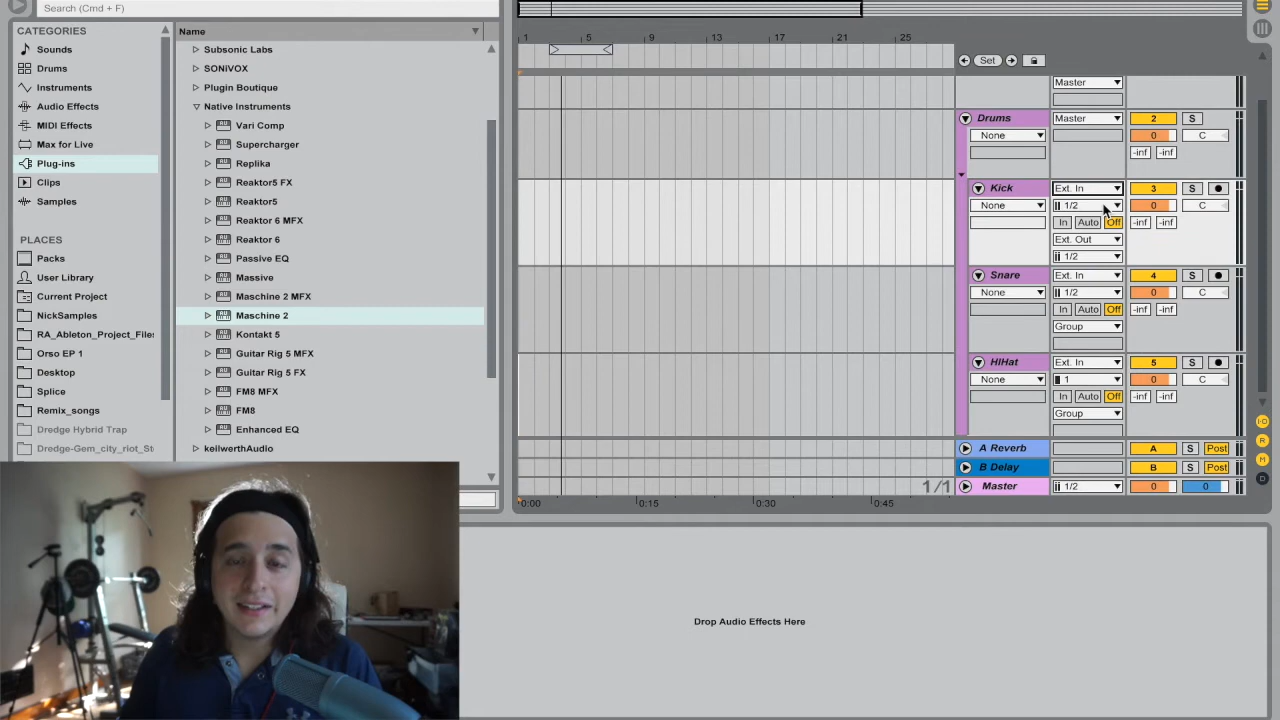 Search (Cmd + F)
CATEGORIES
Sounds
Drums
Instruments
Audio Effects
MIDI Effects
Max for Live
Plug-ins
Clips
Samples
PLACES
Packs
User Library
Current Project
NickSamples
RA_Ableton_Project_Files
Orso EP 1
Desktop
Splice
Remix_songs
Dredge Hybrid Trap
Dredge-Gem_city_riot_St
Name
Subsonic Labs
SONiVOX
Plugin Boutique
Native Instruments
Vari Comp
Supercharger
Replika
Reaktor5 FX
Reaktor5
Reaktor 6 MFX
Reaktor 6
Passive EQ
Massive
Maschine 2 MFX
Maschine 2
Kontakt 5
Guitar Rig 5 MFX
Guitar Rig 5 FX
FM8 MFX
FM8
Enhanced EQ
keilwerthAudio
1 5 9 13 17 21 25
Set
Master
Drums Master 2 S
None 0 C
-inf -inf
Kick Ext. In 3 S
None 1/2 0 C
In Auto Off -inf -inf
Ext. Out
1/2
Snare Ext. In 4 S
None 1/2 0 C
In Auto Off -inf -inf
Group
HIHat Ext. In 5 S
None 1 0 C
In Auto Off -inf -inf
Group
A Reverb A S Post
B Delay B S Post
Master 1/2 0 0
1/1
0:00 0:15 0:30 0:45
I·O
R
M
D
Drop Audio Effects Here